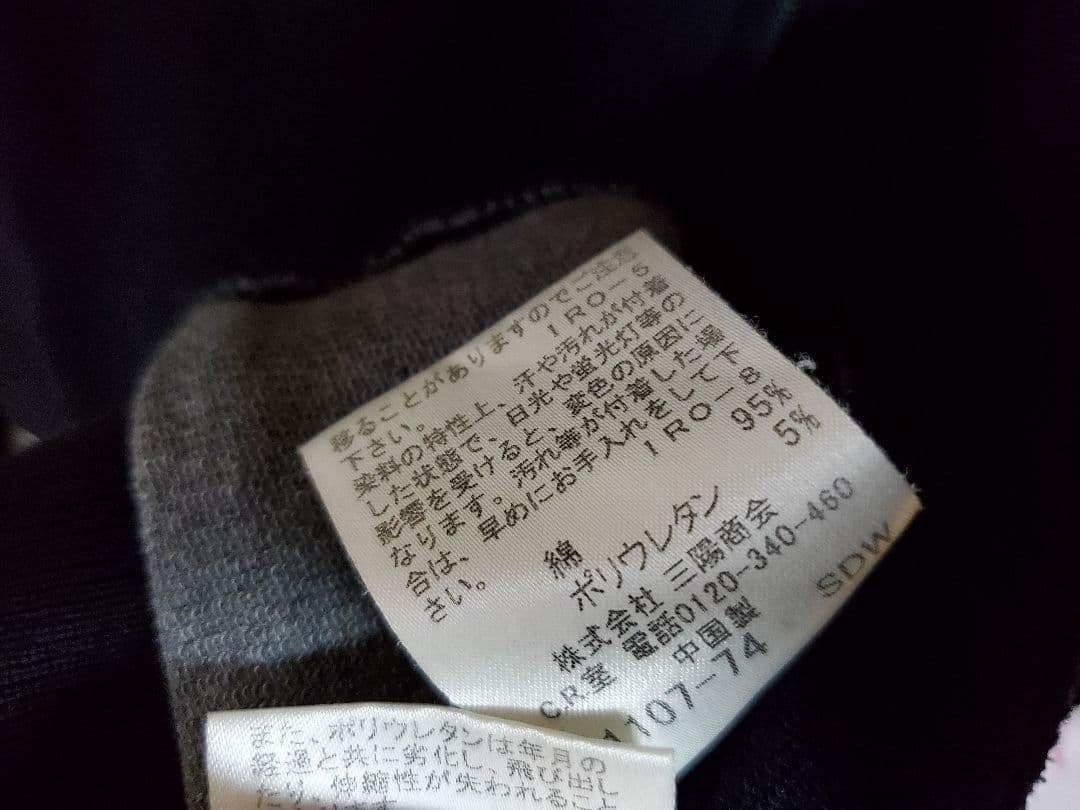 移ることがありますのでご注意
下さい。 IRO-5
染料の特性上、汗や汚れが付着
した状態で、日光や蛍光灯等の
影響を受けると、変色の原因に
なります。汚れ等が付着した場
合は、早めにお手入れをして下
さい。 IRO-8
綿 95%
ポリウレタン 5%
株式会社 三陽商会
C.R室 電話0120-340-460
中国製 SDW
107-74
また、ポリウレタンは年月の
経過と共に劣化し、飛び出し
たり、伸縮性が失われること